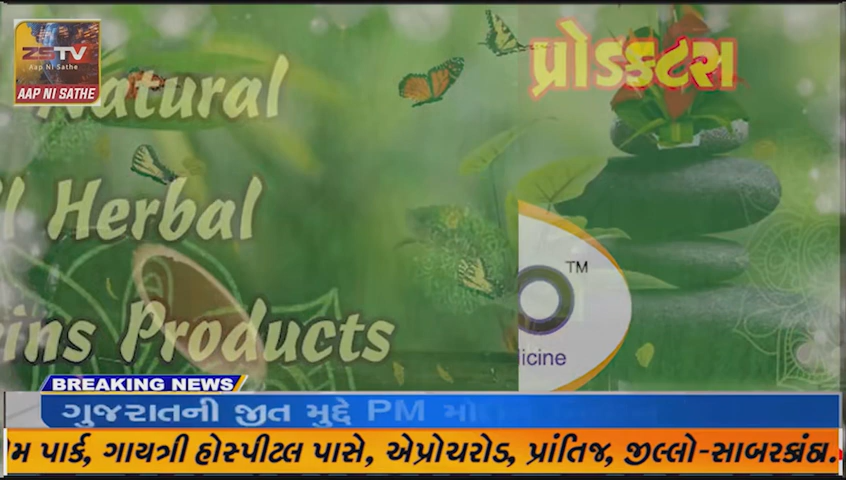 ZSTV
Aap Ni Sathe
AAP NI SATHE
પ્રોડક્ટસ
Natural
Herbal
TM
Products
icine
BREAKING NEWS
ગુજરાતની જીત મુદ્દે PM
પાર્ક, ગાયત્રી હોસ્પીટલ પાસે, એપ્રોચરોડ, પ્રાંતિજ, જીલ્લો-સાબરકાંઠા.